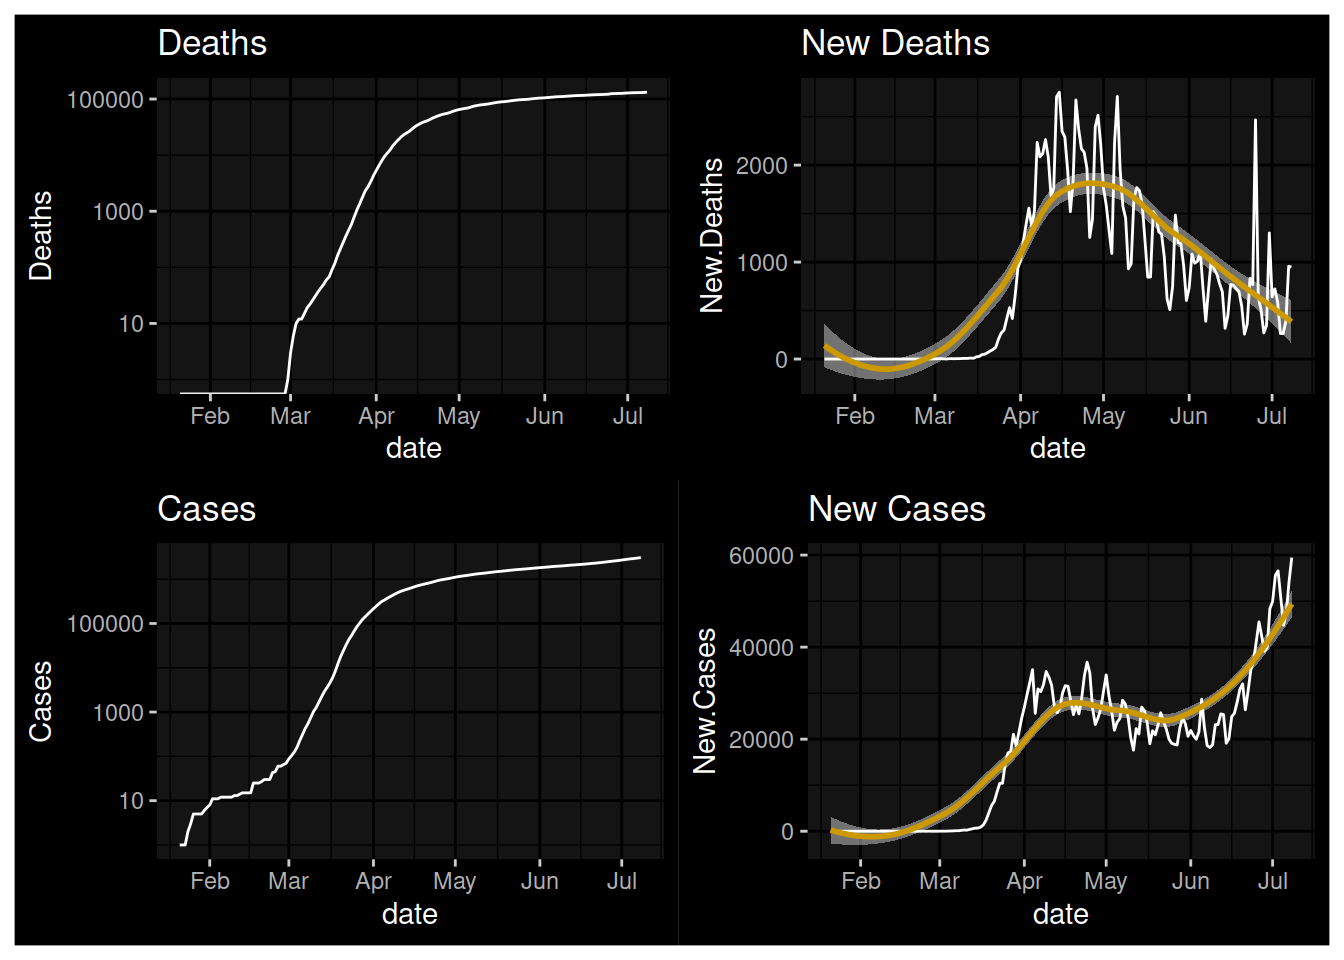 Deaths
100000
1000
10
Deaths
Feb Mar Apr May Jun Jul
date
New Deaths
2000
1000
0
New.Deaths
Feb Mar Apr May Jun Jul
date
Cases
100000
1000
10
Cases
Feb Mar Apr May Jun Jul
date
New Cases
60000
40000
20000
0
New.Cases
Feb Mar Apr May Jun Jul
date